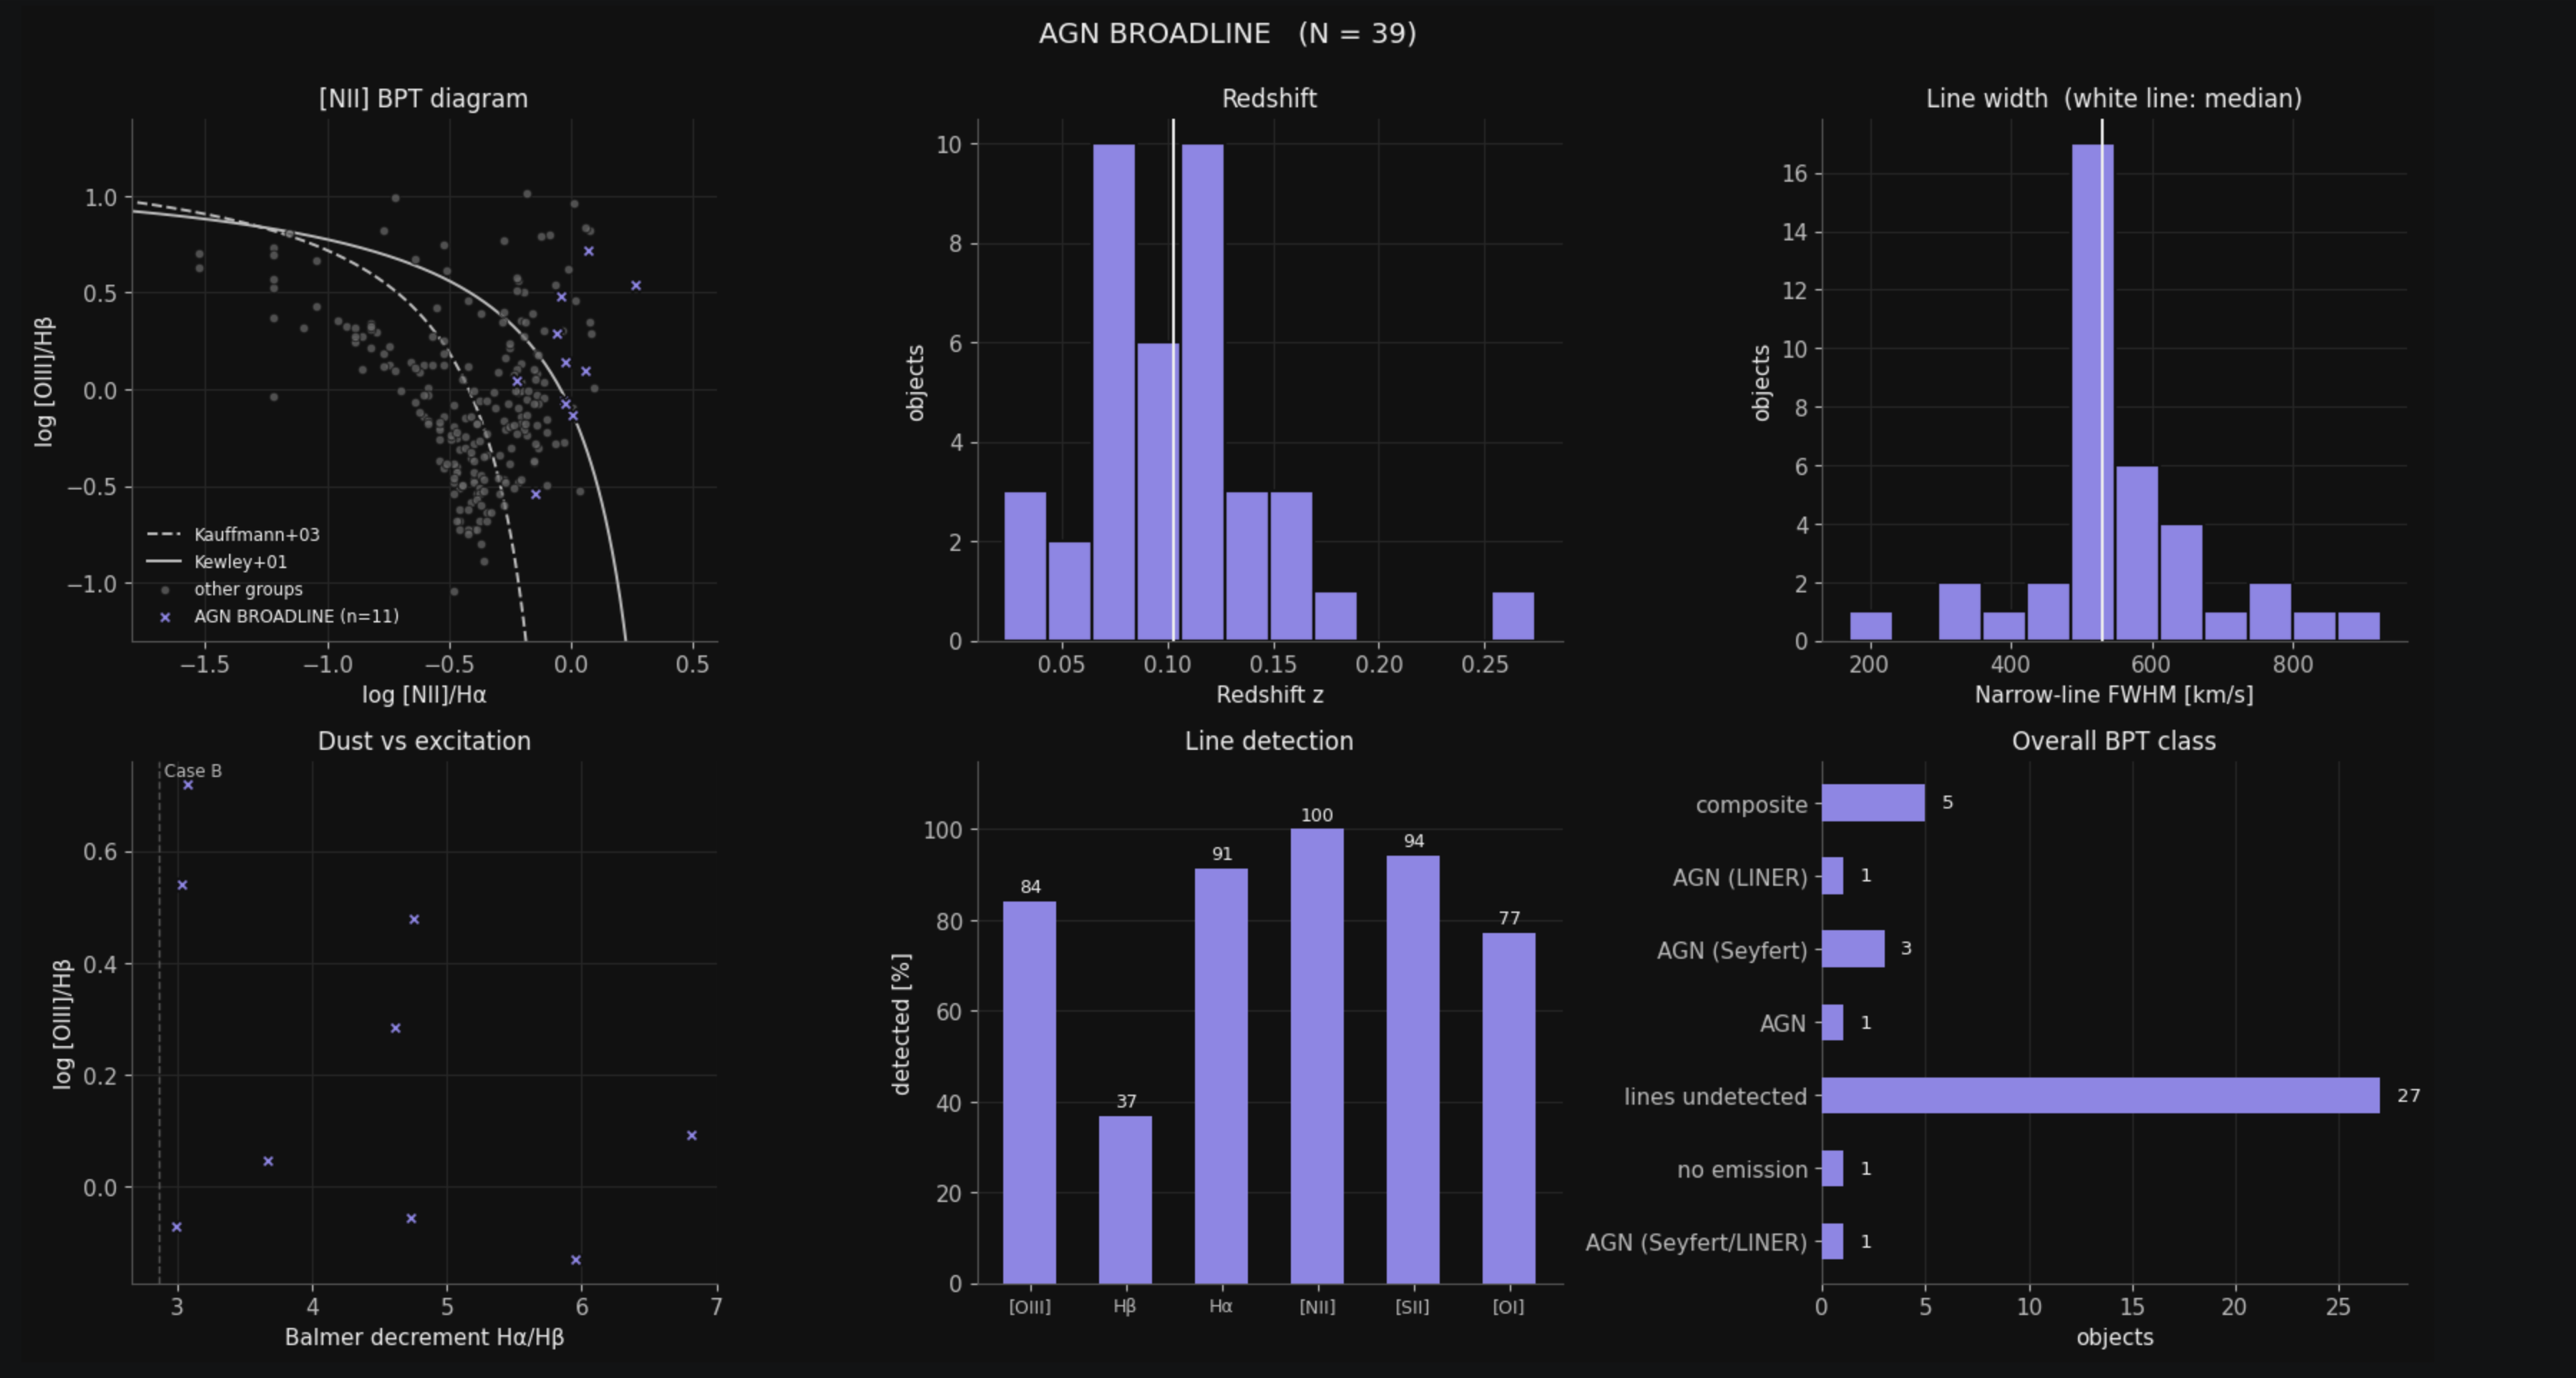 AGN BROADLINE (N = 39)
[NII] BPT diagram
1.0
0.5
0.0
−0.5
−1.0
log [OIII]/Hβ
Kauffmann+03
Kewley+01
other groups
AGN BROADLINE (n=11)
−1.5 −1.0 −0.5 0.0 0.5
log [NII]/Hα
Redshift
10
8
6
4
2
0
objects
0.05 0.10 0.15 0.20 0.25
Redshift z
Line width (white line: median)
16
14
12
10
8
6
4
2
0
objects
200 400 600 800
Narrow-line FWHM [km/s]
Dust vs excitation
Case B
0.6
0.4
0.2
0.0
log [OIII]/Hβ
3 4 5 6 7
Balmer decrement Hα/Hβ
Line detection
100
80
60
40
20
0
detected [%]
84
37
91
100
94
77
[OIII] Hβ Hα [NII] [SII] [OI]
Overall BPT class
composite 5
AGN (LINER) 1
AGN (Seyfert) 3
AGN 1
lines undetected 27
no emission 1
AGN (Seyfert/LINER) 1
0 5 10 15 20 25
objects